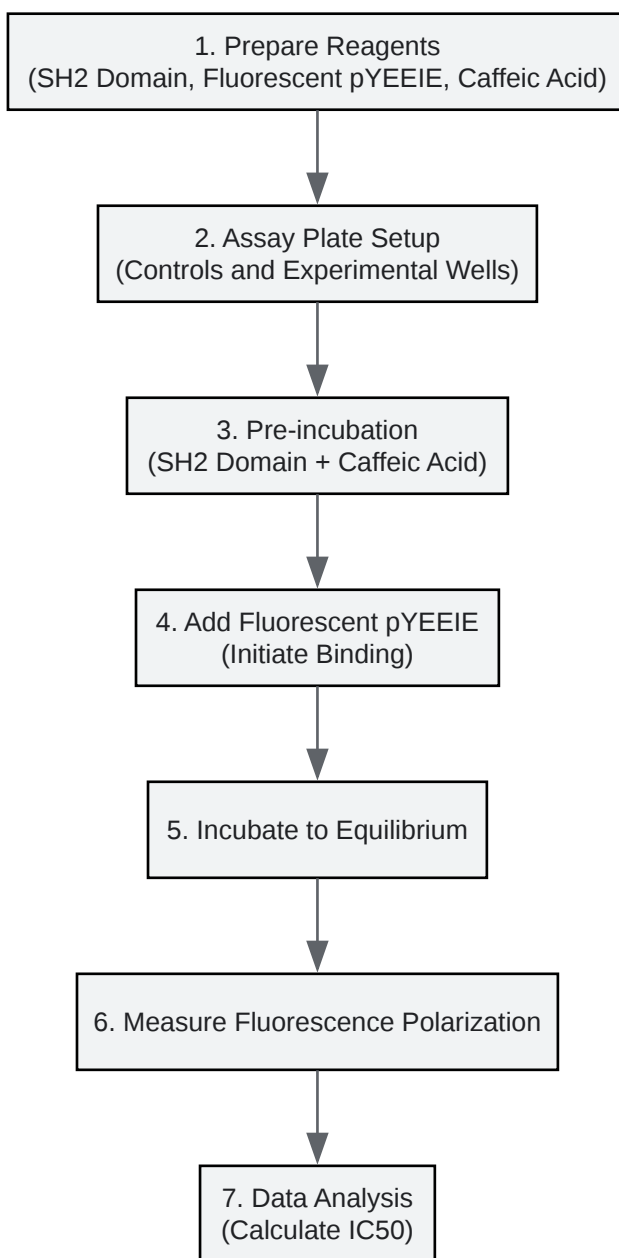 1. Prepare Reagents
(SH2 Domain, Fluorescent pYEEIE, Caffeic Acid)
2. Assay Plate Setup
(Controls and Experimental Wells)
3. Pre-incubation
(SH2 Domain + Caffeic Acid)
4. Add Fluorescent pYEEIE
(Initiate Binding)
5. Incubate to Equilibrium
6. Measure Fluorescence Polarization
7. Data Analysis
(Calculate IC50)